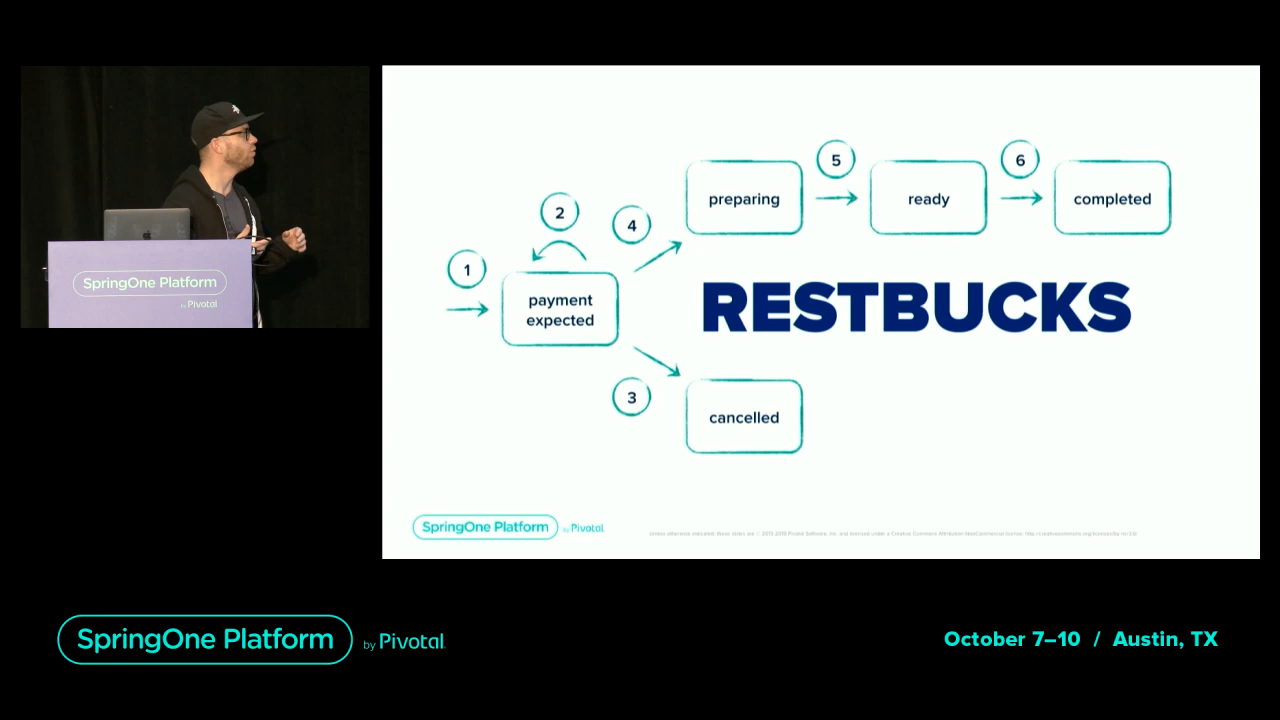 SpringOne Platform
by Pivotal
1
2
payment
expected
3
4
preparing
5
ready
6
completed
RESTBUCKS
cancelled
SpringOne Platform by Pivotal
SpringOne Platform by Pivotal
October 7–10 / Austin, TX